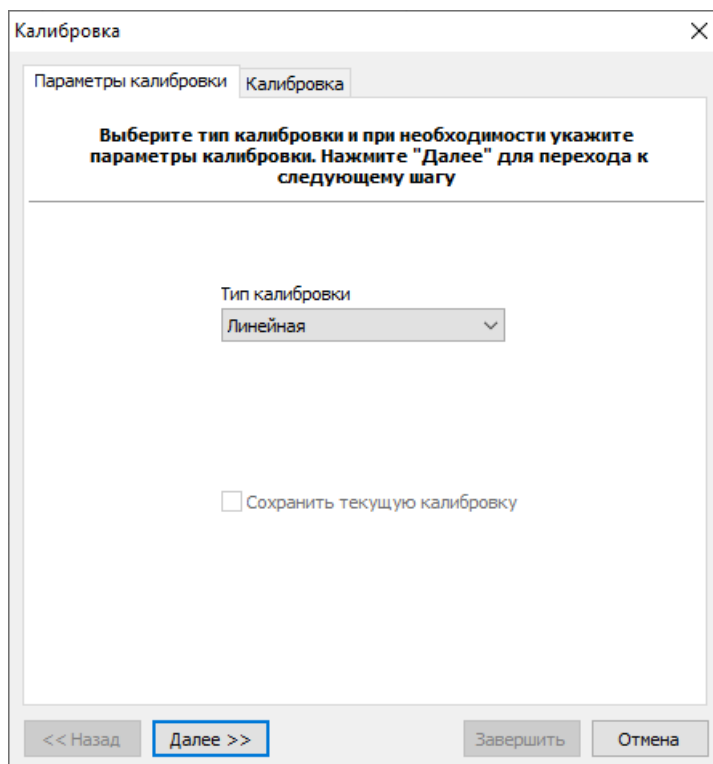 Калибровка
Параметры калибровки
Калибровка
Выберите тип калибровки и при необходимости укажите
параметры калибровки. Нажмите "Далее" для перехода к
следующему шагу
Тип калибровки
Линейная
Сохранить текущую калибровку
<< Назад
Далее >>
Завершить
Отмена